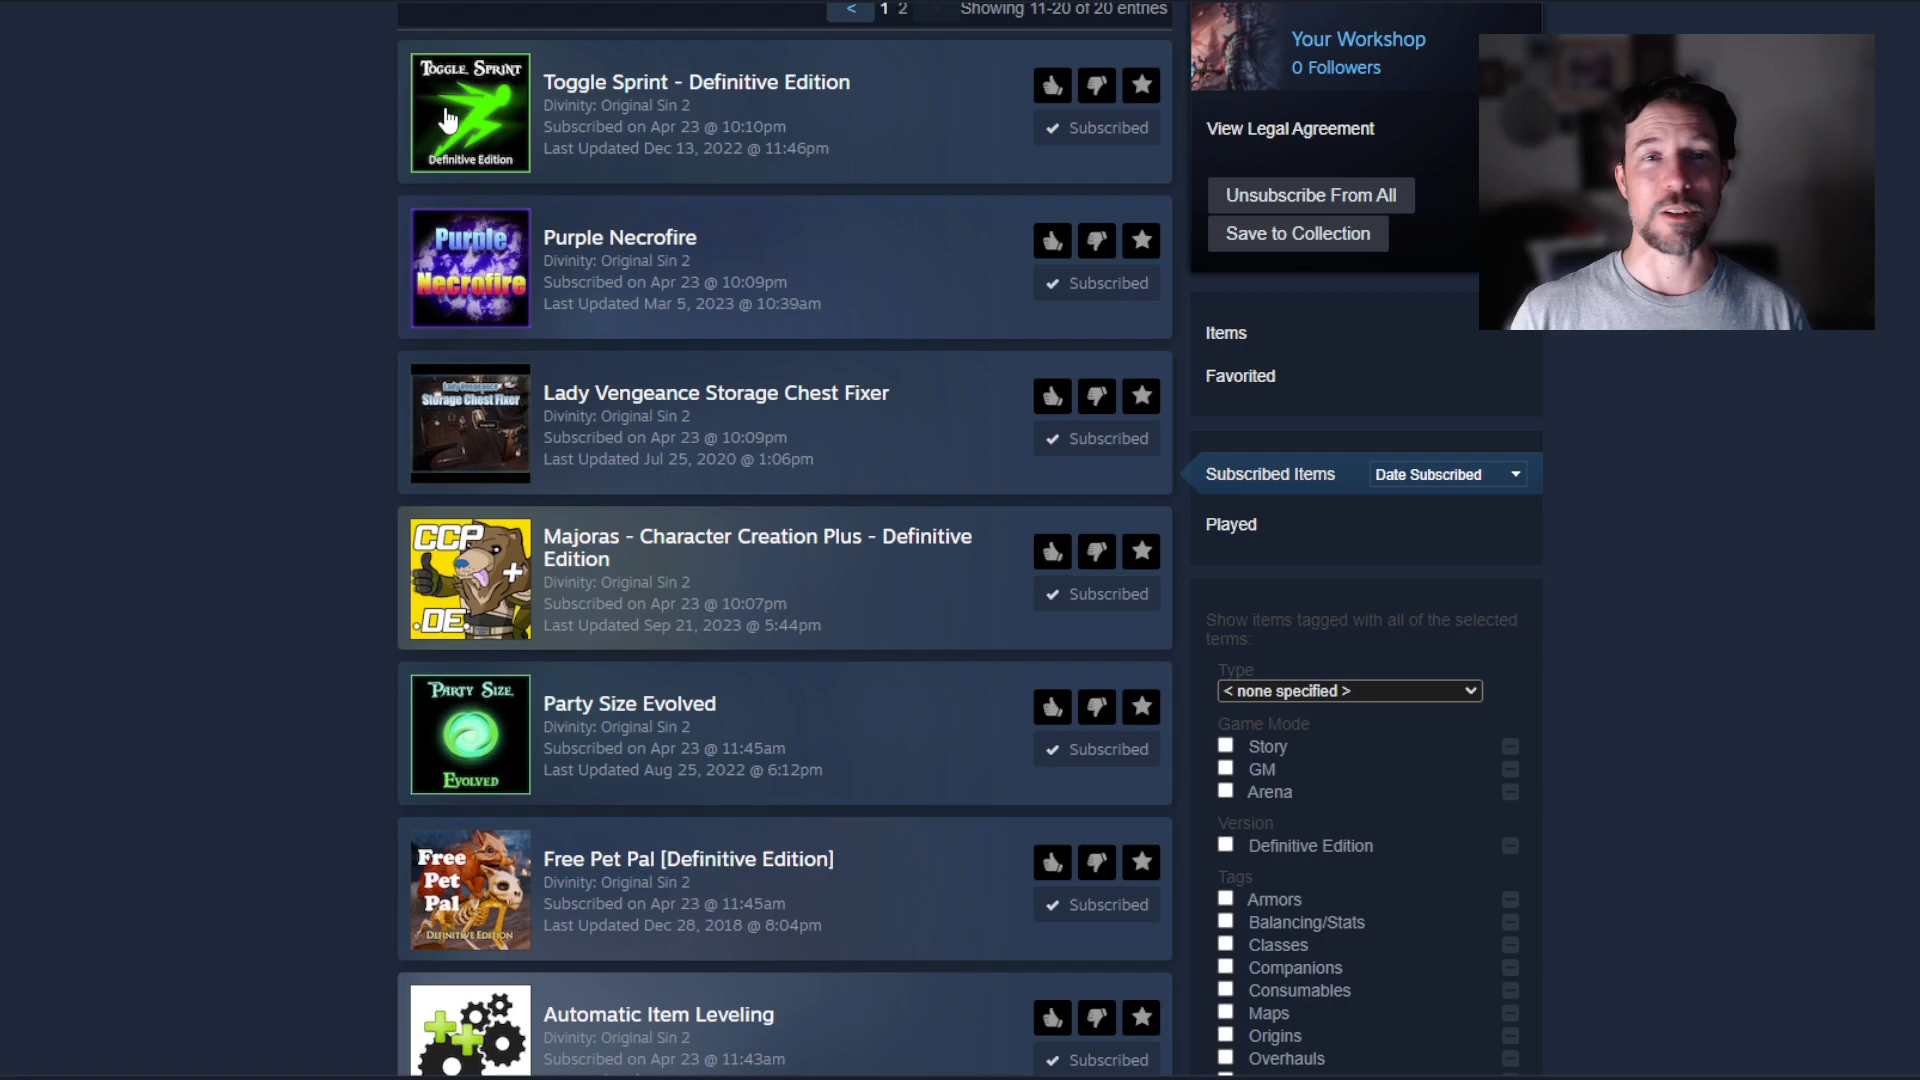 <
1 2
Showing 11-20 of 20 entries
TOGGLE SPRINT
Definitive Edition
Toggle Sprint - Definitive Edition
Divinity: Original Sin 2
Subscribed on Apr 23 @ 10:10pm
Last Updated Dec 13, 2022 @ 11:46pm
Subscribed
Purple
Necrofire
Purple Necrofire
Divinity: Original Sin 2
Subscribed on Apr 23 @ 10:09pm
Last Updated Mar 5, 2023 @ 10:39am
Subscribed
Lady Vengeance
Storage Chest Fixer
Lady Vengeance Storage Chest Fixer
Divinity: Original Sin 2
Subscribed on Apr 23 @ 10:09pm
Last Updated Jul 25, 2020 @ 1:06pm
Subscribed
CCP
+
.DE.
Majoras - Character Creation Plus - Definitive
Edition
Divinity: Original Sin 2
Subscribed on Apr 23 @ 10:07pm
Last Updated Sep 21, 2023 @ 5:44pm
Subscribed
PARTY SIZE
EVOLVED
Party Size Evolved
Divinity: Original Sin 2
Subscribed on Apr 23 @ 11:45am
Last Updated Aug 25, 2022 @ 6:12pm
Subscribed
Free
Pet
Pal
DEFINITIVE EDITION
Free Pet Pal [Definitive Edition]
Divinity: Original Sin 2
Subscribed on Apr 23 @ 11:45am
Last Updated Dec 28, 2018 @ 8:04pm
Subscribed
Automatic Item Leveling
Divinity: Original Sin 2
Subscribed on Apr 23 @ 11:43am
Subscribed
Your Workshop
0 Followers
View Legal Agreement
Unsubscribe From All
Save to Collection
Items
Favorited
Subscribed Items
Date Subscribed
Played
Show items tagged with all of the selected
terms:
Type
< none specified >
Game Mode
Story
GM
Arena
Version
Definitive Edition
Tags
Armors
Balancing/Stats
Classes
Companions
Consumables
Maps
Origins
Overhauls